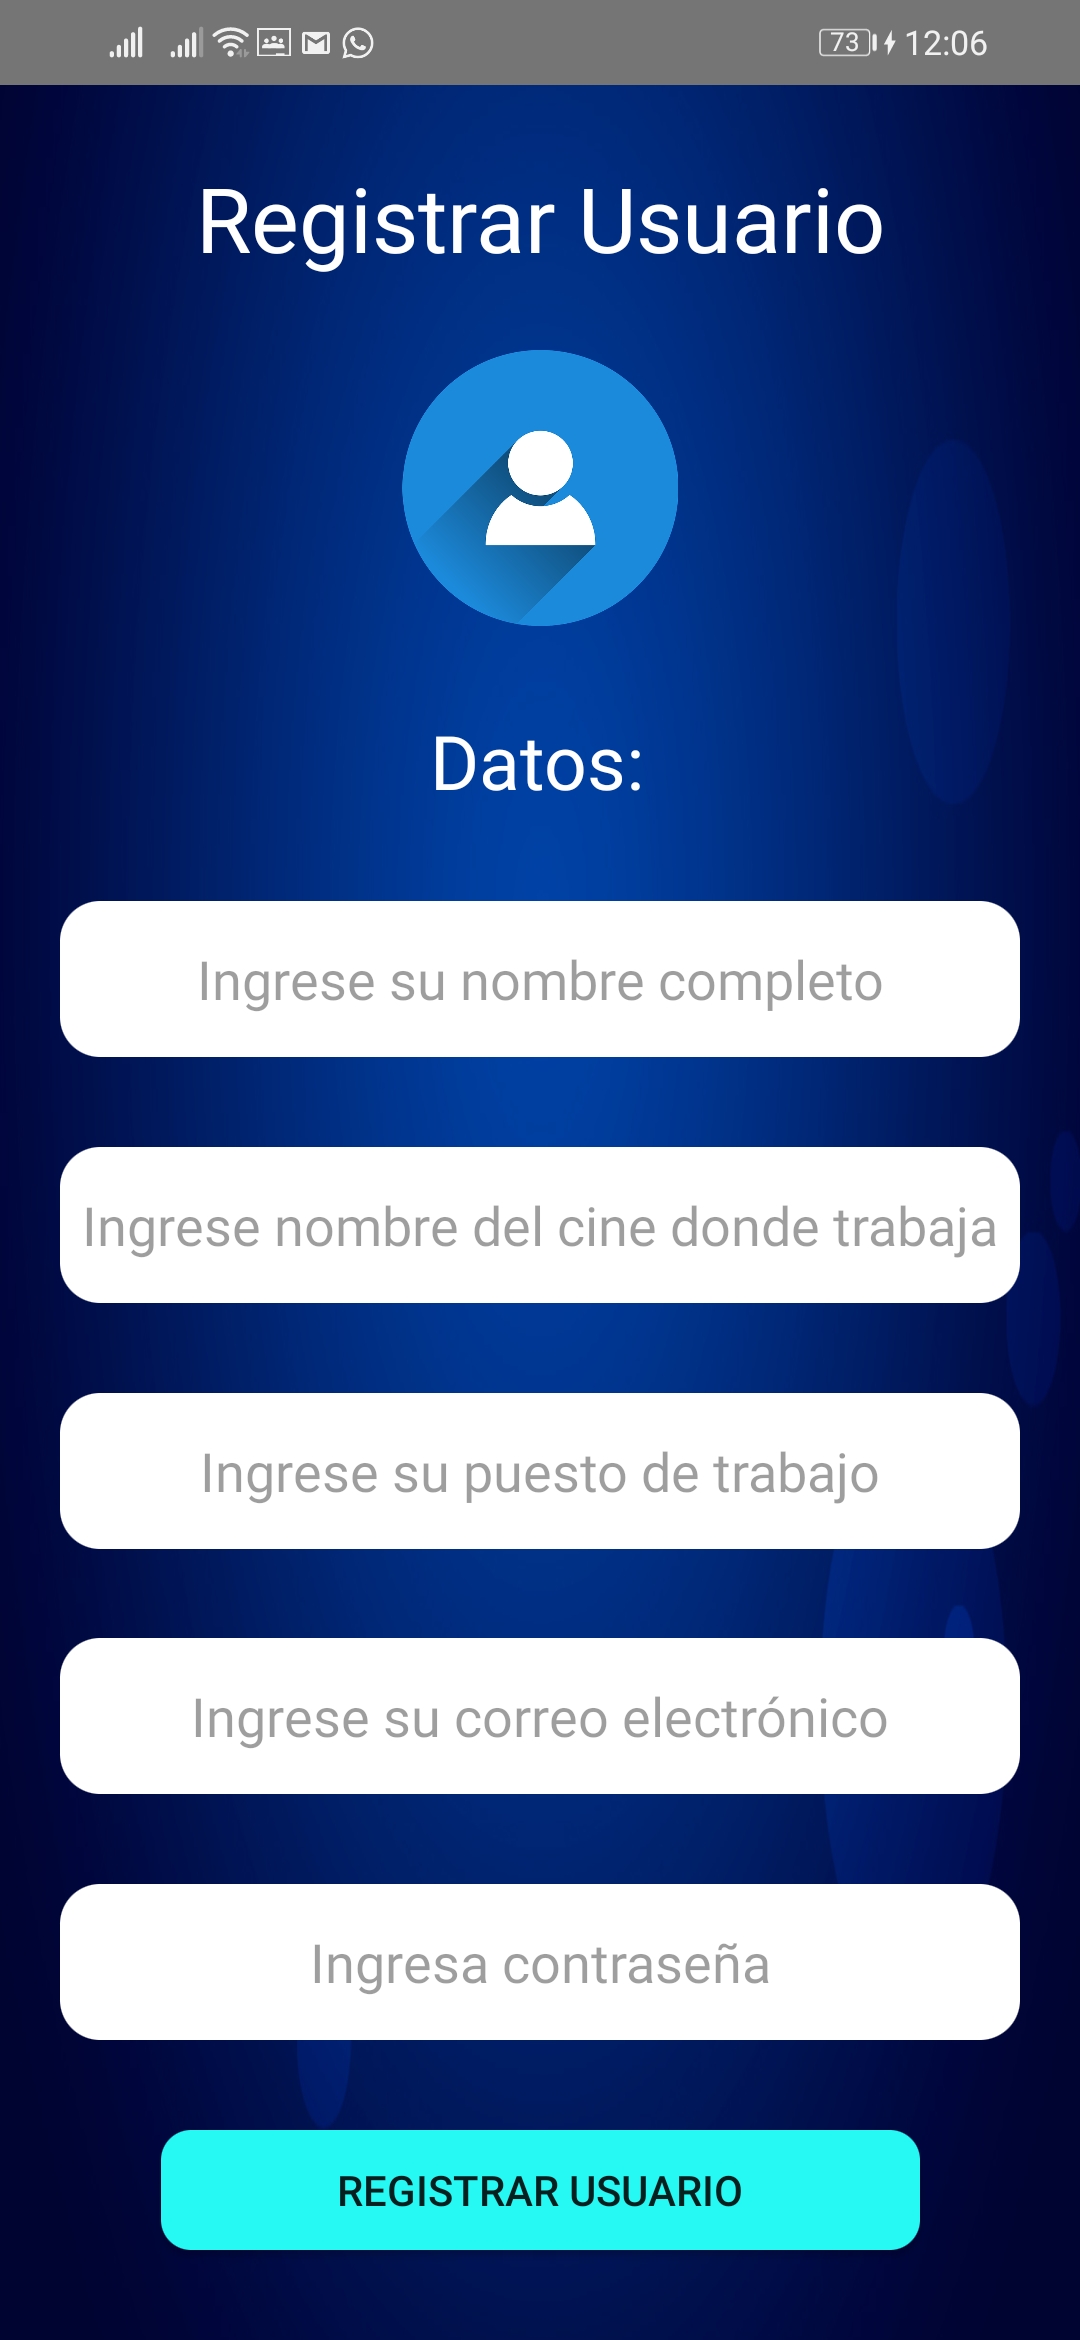 73 12:06
Registrar Usuario
Datos:
Ingrese su nombre completo
Ingrese nombre del cine donde trabaja
Ingrese su puesto de trabajo
Ingrese su correo electrónico
Ingresa contraseña
REGISTRAR USUARIO